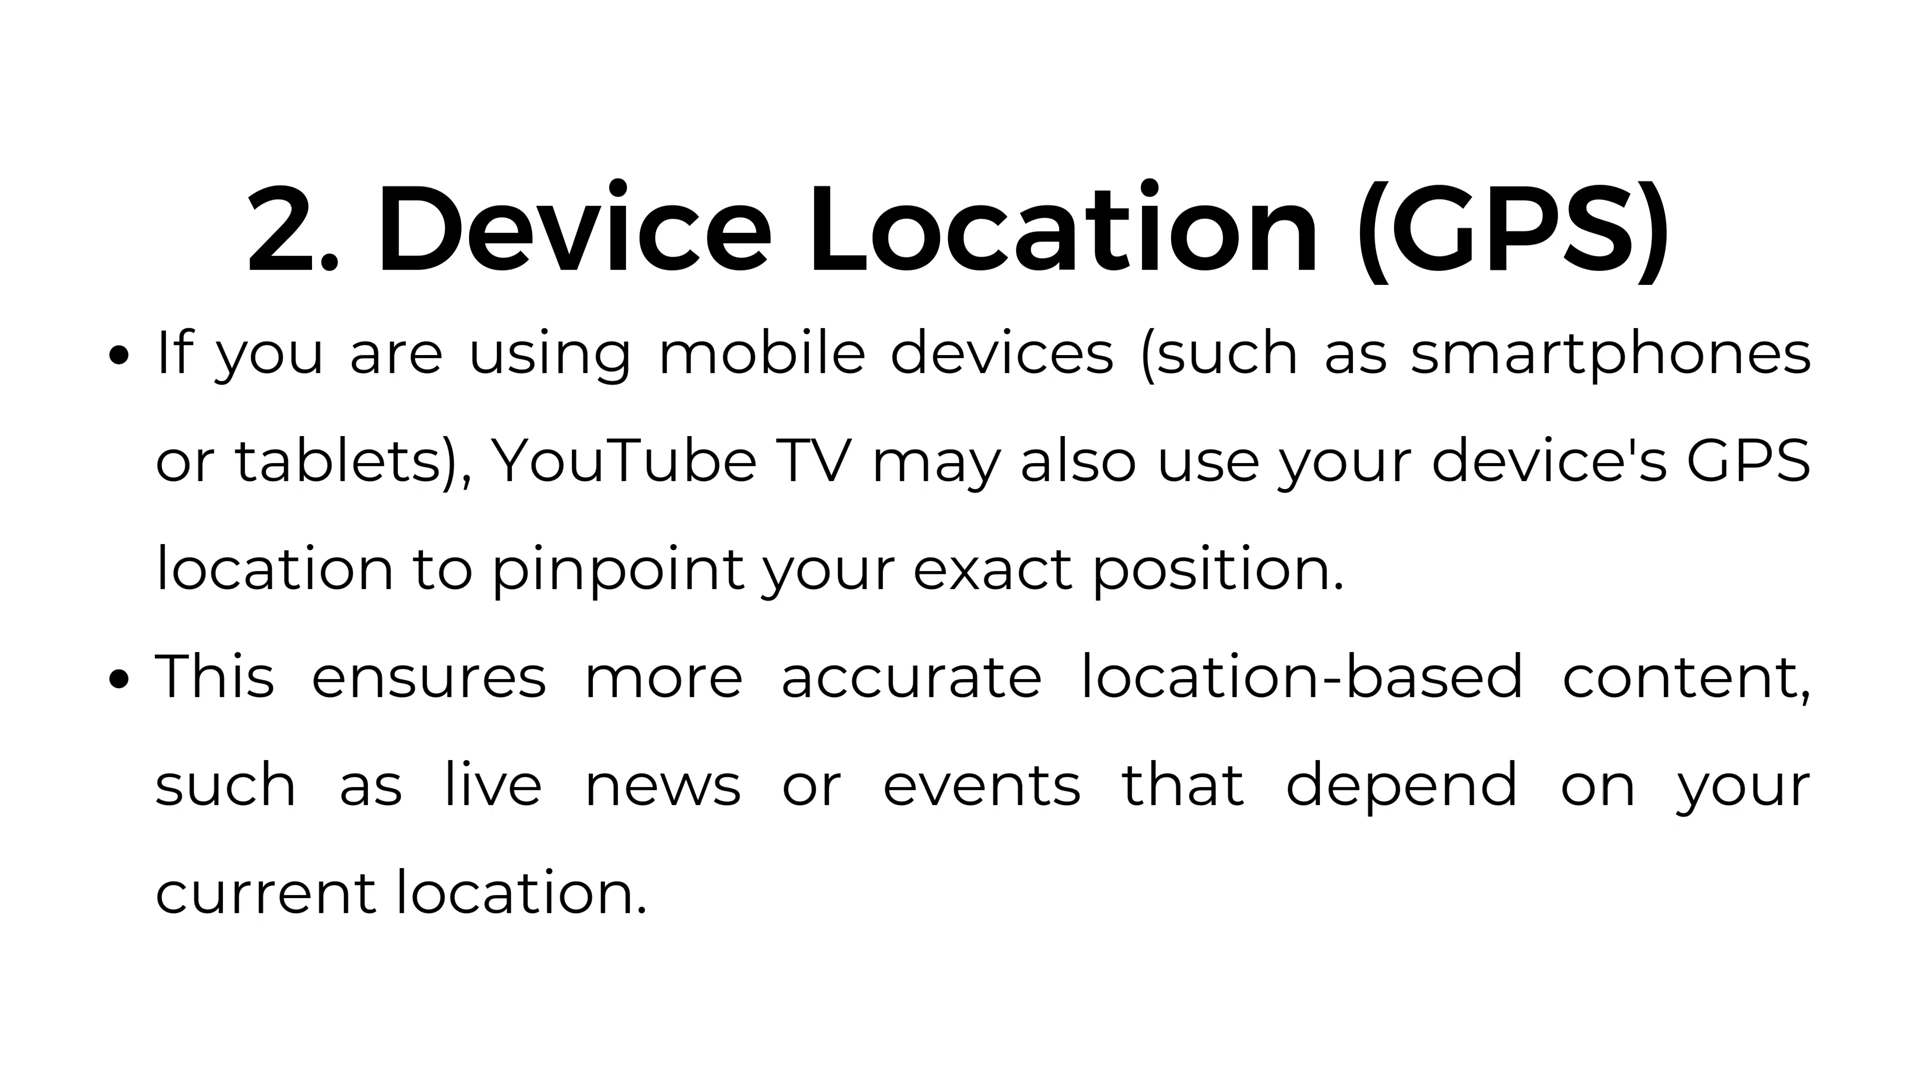 2. Device Location (GPS)
• If you are using mobile devices (such as smartphones
or tablets), YouTube TV may also use your device's GPS
location to pinpoint your exact position.
• This ensures more accurate location-based content,
such as live news or events that depend on your
current location.